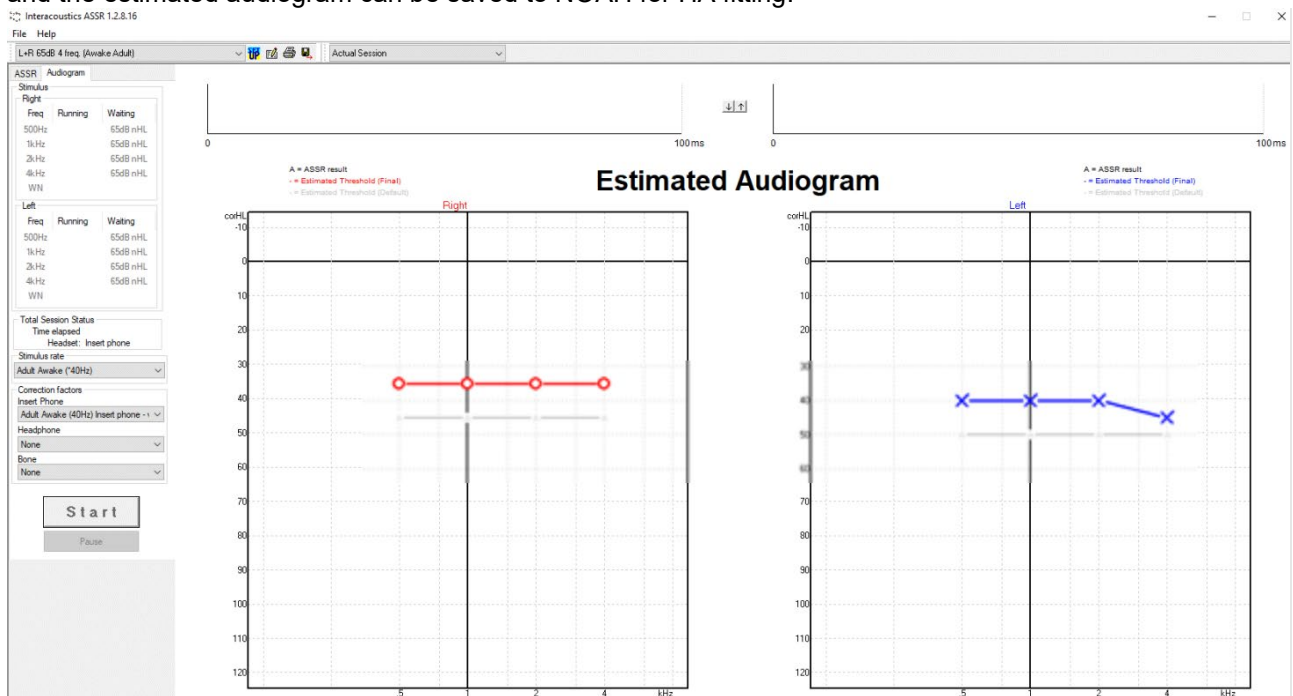 and the estimated audiogram can be saved to NOAH for HA fitting.
Interacoustics ASSR 1.2.8.16
File Help
L+R 65dB 4 freq. (Awake Adult)
Actual Session
ASSR Audiogram
Stimulus
Right
Freq Running Waiting
500Hz 65dB nHL
1kHz 65dB nHL
2kHz 65dB nHL
4kHz 65dB nHL
WN
Left
Freq Running Waiting
500Hz 65dB nHL
1kHz 65dB nHL
2kHz 65dB nHL
4kHz 65dB nHL
WN
Total Session Status
Time elapsed
Headset: Insert phone
Stimulus rate
Adult Awake (~40Hz)
Correction factors
Insert Phone
Adult Awake (40Hz) Insert phone -
Headphone
None
Bone
None
Start
Pause
0 100ms
0 100ms
Estimated Audiogram
A = ASSR result
- = Estimated Threshold (Final)
- = Estimated Threshold (Default)
Right
corHL
-10
0
10
20
30
40
50
60
70
80
90
100
110
120
.5 1 2 4 kHz
A = ASSR result
- = Estimated Threshold (Final)
- = Estimated Threshold (Default)
Left
corHL
-10
0
10
20
30
40
50
60
70
80
90
100
110
120
.5 1 2 4 kHz